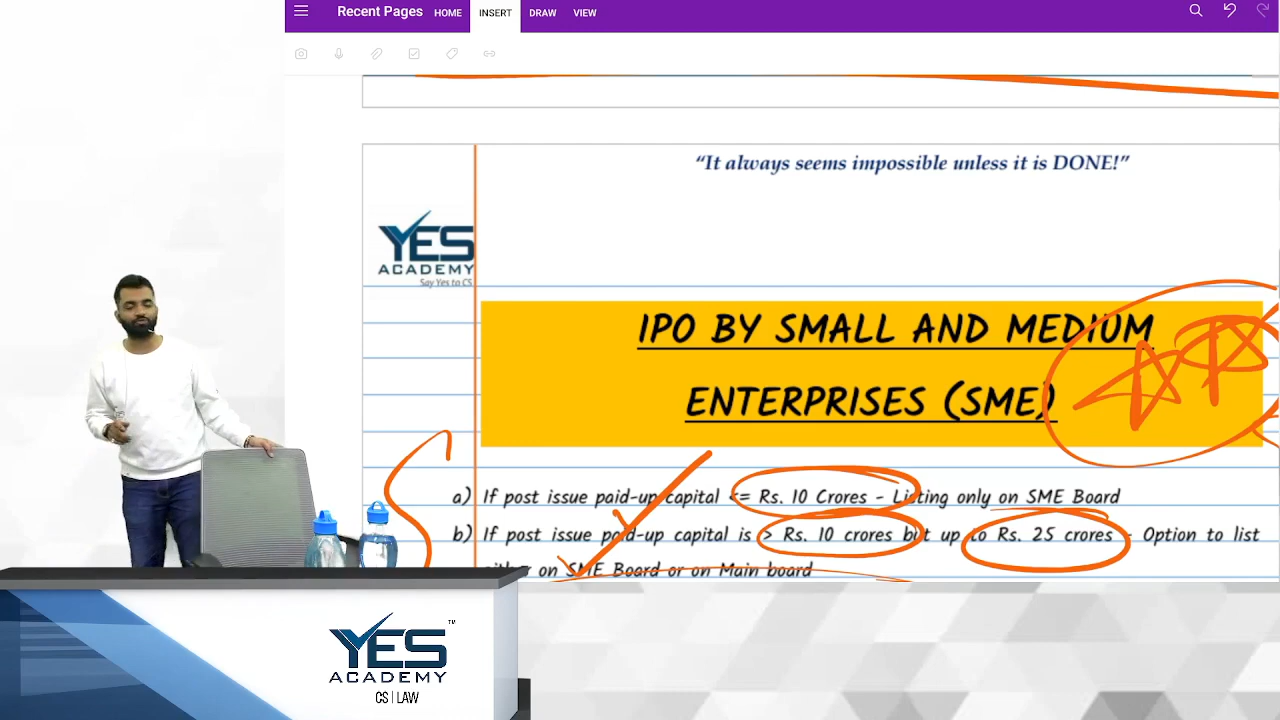 Recent Pages HOME INSERT DRAW VIEW
“It always seems impossible unless it is DONE!”
YES
ACADEMY
Say Yes to CS
IPO BY SMALL AND MEDIUM
ENTERPRISES (SME)
a) If post issue paid-up capital <= Rs. 10 Crores - Listing only on SME Board
b) If post issue paid-up capital is > Rs. 10 crores but up to Rs. 25 crores - Option to list
either on SME Board or on Main board
YES™
ACADEMY
CS | LAW